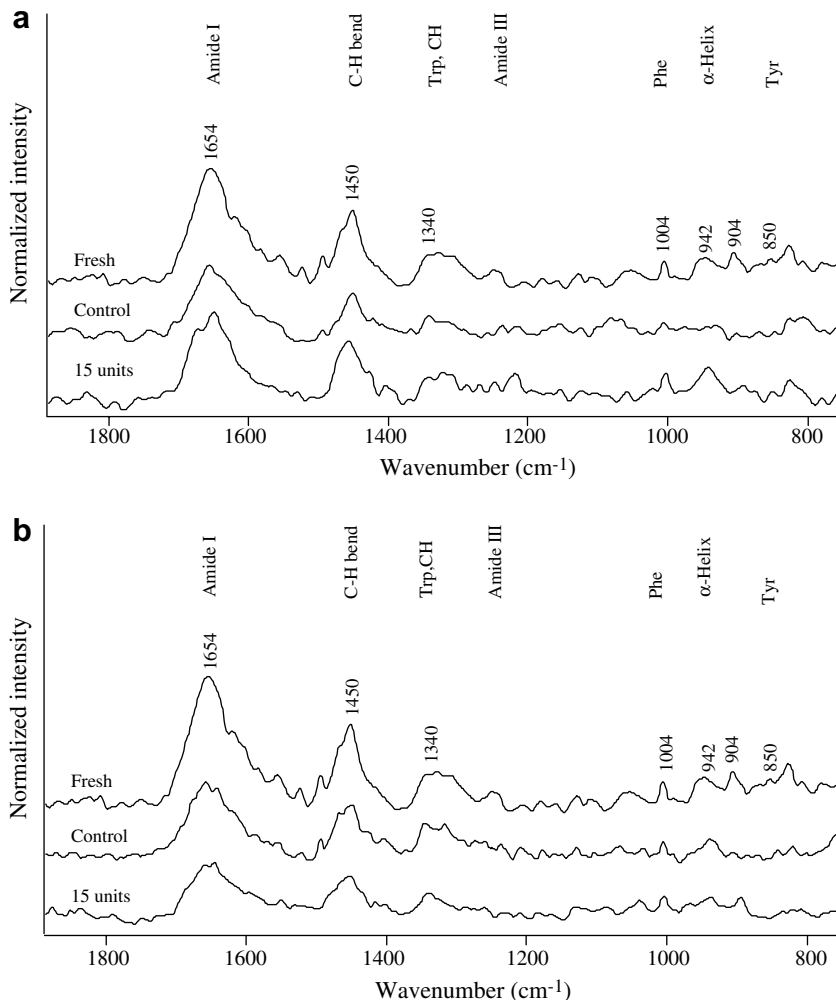 a
Amide I
C-H bend
Trp, CH
Amide III
Phe
α-Helix
Tyr
1654
1450
1340
1004
942
904
850
Normalized intensity
Fresh
Control
15 units
1800
1600
1400
1200
1000
800
Wavenumber (cm-1)
b
Amide I
C-H bend
Trp,CH
Amide III
Phe
α-Helix
Tyr
1654
1450
1340
1004
942
904
850
Normalized intensity
Fresh
Control
15 units
1800
1600
1400
1200
1000
800
Wavenumber (cm-1)